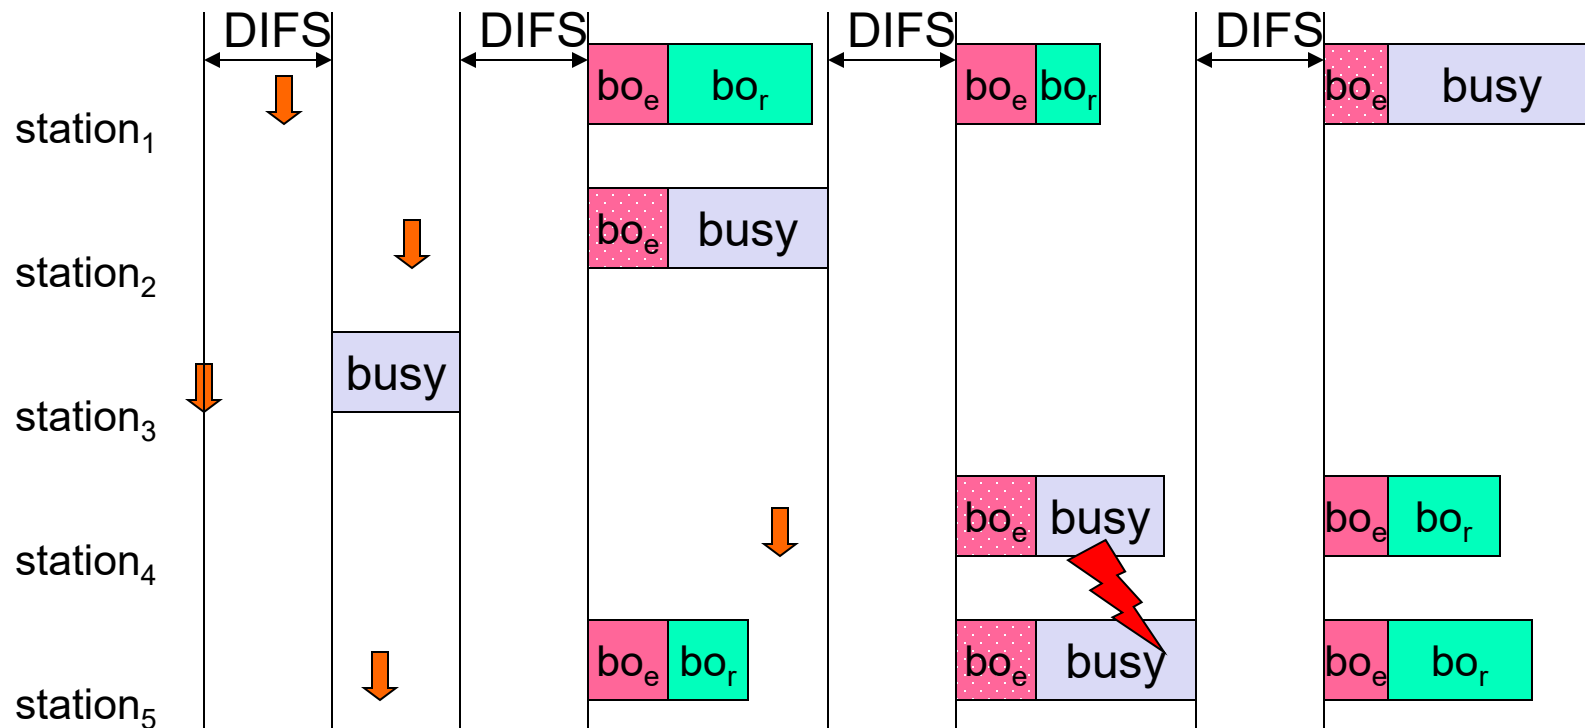 DIFS DIFS DIFS DIFS
station₁ boₑ boᵣ boₑ boᵣ boₑ busy
station₂ boₑ busy
station₃ busy
station₄ boₑ busy boₑ boᵣ
station₅ boₑ boᵣ boₑ busy boₑ boᵣ